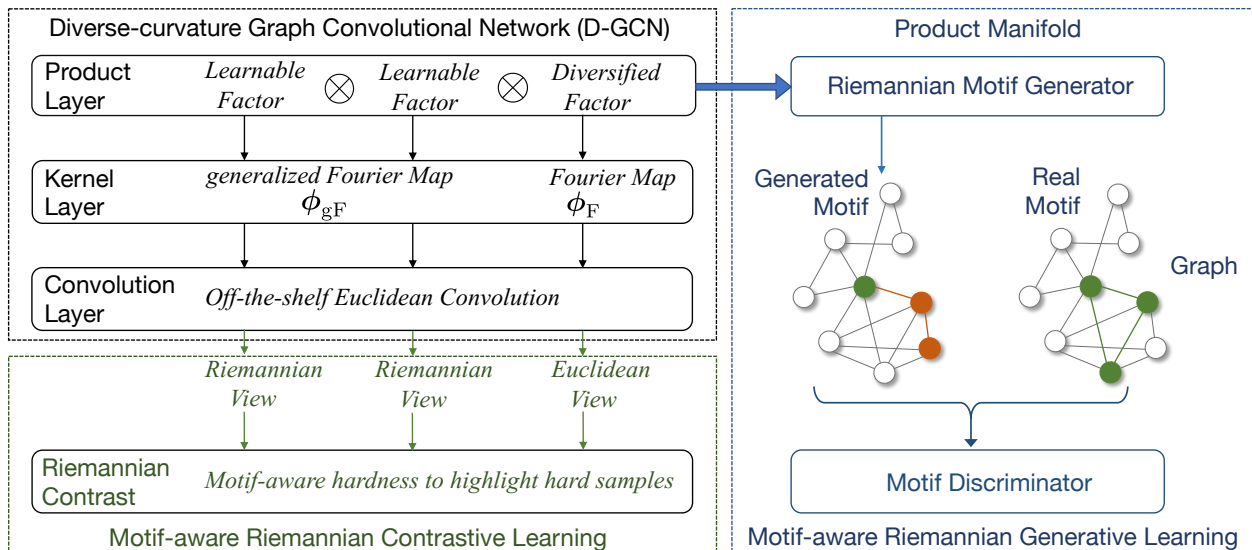 Diverse-curvature Graph Convolutional Network (D-GCN)
Product
Layer
Learnable
Factor
Learnable
Factor
Diversified
Factor
Kernel
Layer
generalized Fourier Map
ϕgF
Fourier Map
ϕF
Convolution
Layer
Off-the-shelf Euclidean Convolution
Riemannian
View
Riemannian
View
Euclidean
View
Riemannian
Contrast
Motif-aware hardness to highlight hard samples
Motif-aware Riemannian Contrastive Learning
Product Manifold
Riemannian Motif Generator
Generated
Motif
Real
Motif
Graph
Motif Discriminator
Motif-aware Riemannian Generative Learning